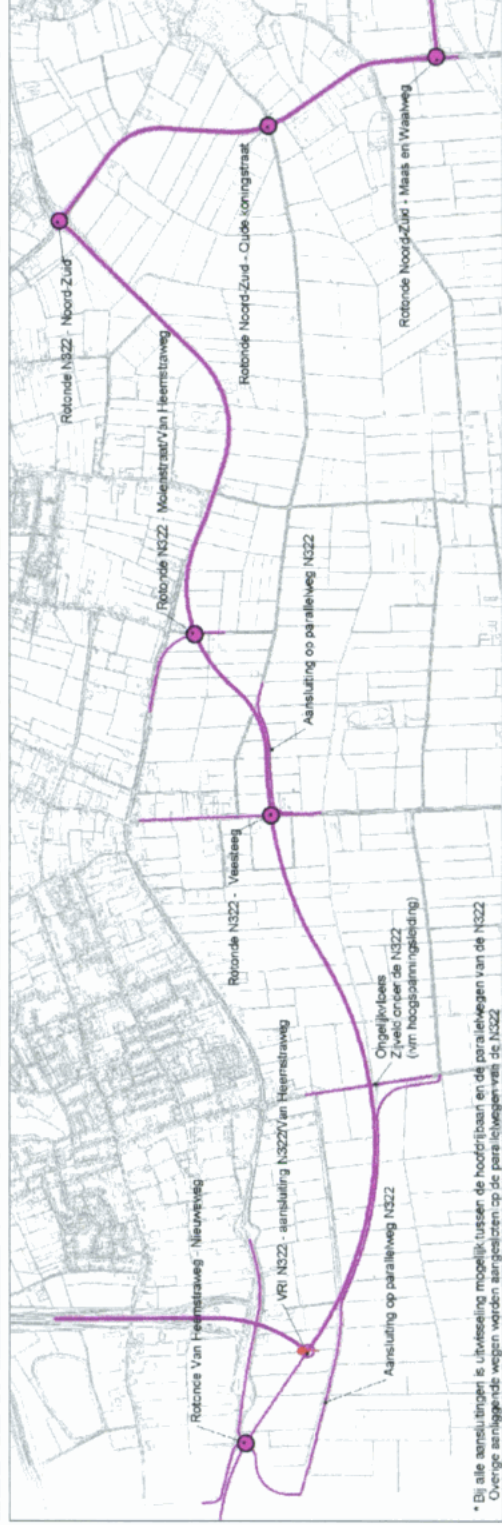 Rotonde Van Heemstraweg - Nieuweweg
VRI N322 - aansluiting N322/Van Heemstraweg
Aansluiting op parallelweg N322
Ongelijkvloers
Zijveld onder de N322
(vm hoogspanningsleiding)
Rotonde N322 - Veesteeg
Aansluiting op parallelweg N322
Rotonde N322 - Molenstraat/Van Heemstraweg
Rotonde N322 - Noord-Zuid
Rotonde Noord-Zuid - Oude koningstraat
Rotonde Noord-Zuid - Maas en Waalweg
* Bij alle aansluitingen is uitwisseling mogelijk tussen de hoofdrijbaan en de parallelwegen van de N322
Overige aanliggende wegen worden aangesloten op de parallelwegen van de N322